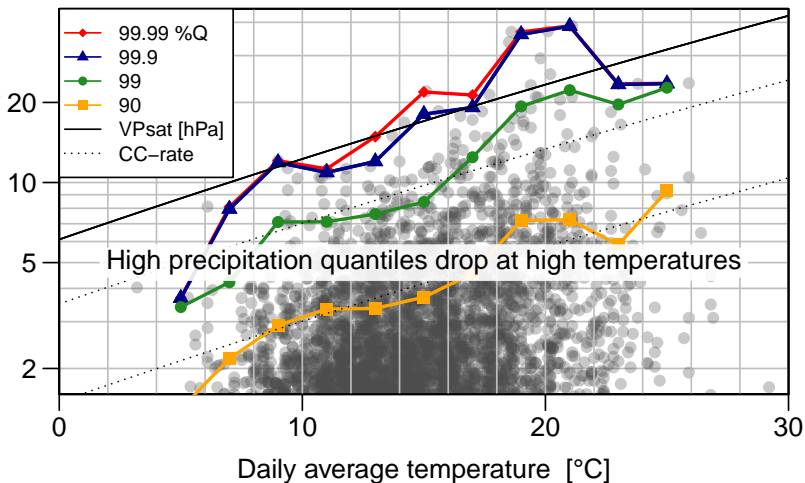 99.99 %Q
99.9
99
90
VPsat [hPa]
CC−rate
20
10
5
2
High precipitation quantiles drop at high temperatures
0 10 20 30
Daily average temperature [°C]